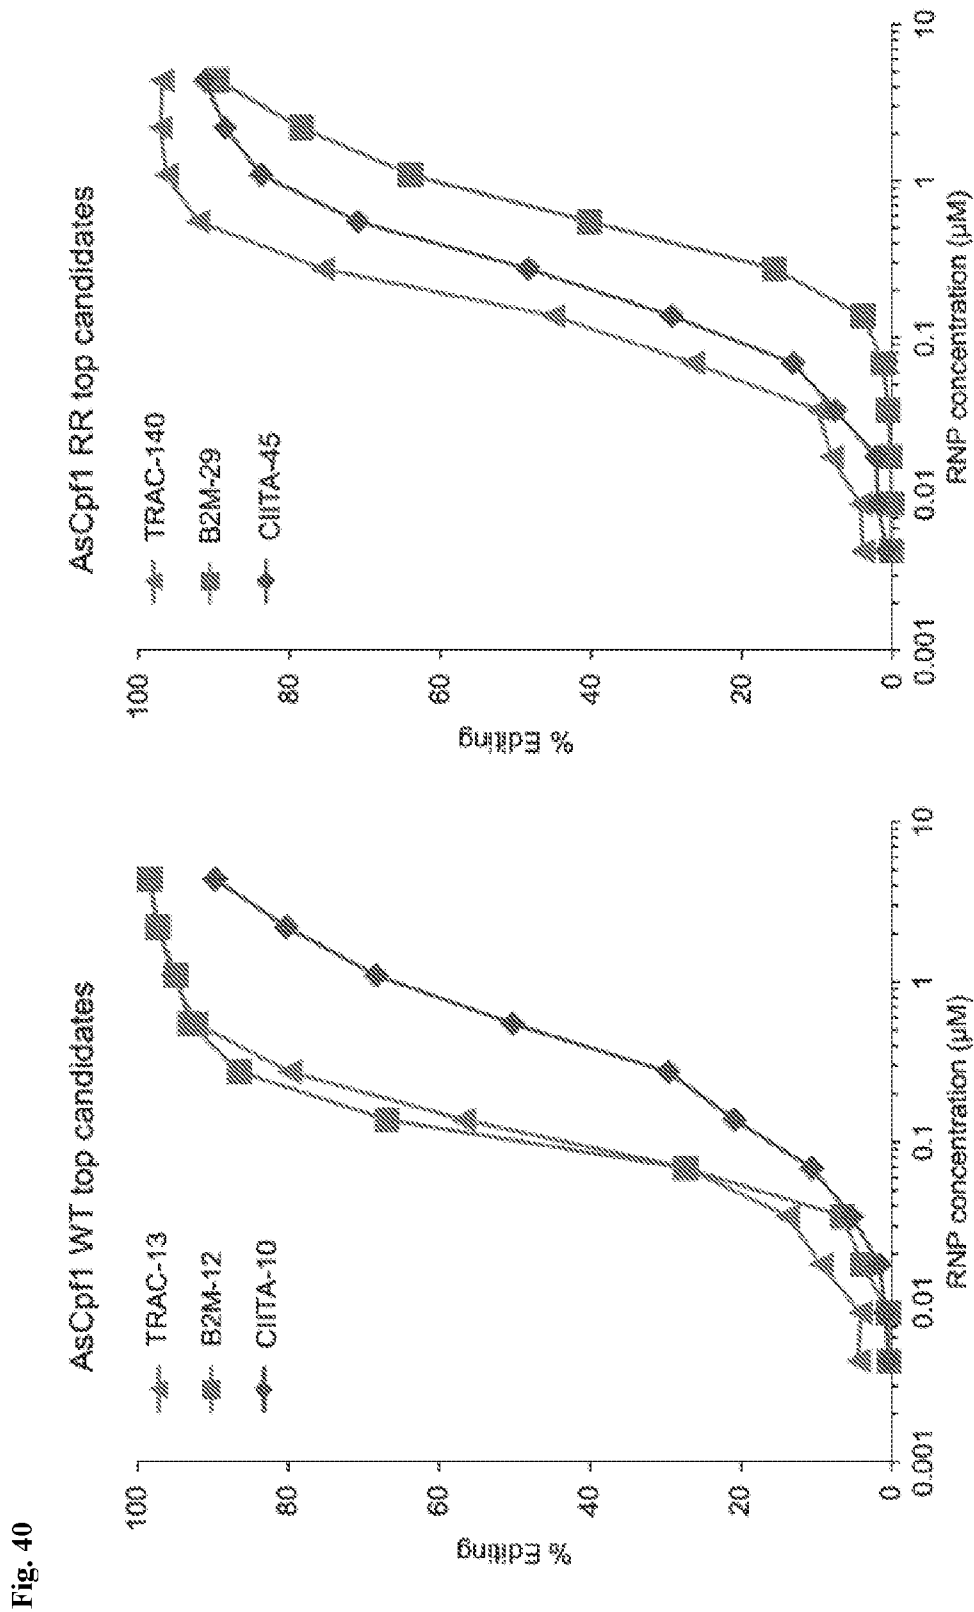 Fig. 40
AsCpf1 WT top candidates
TRAC-13
B2M-12
CIITA-10
% Editing
100
80
60
40
20
0
0.001
0.01
0.1
1
10
RNP concentration (µM)
AsCpf1 RR top candidates
TRAC-140
B2M-29
CIITA-45
% Editing
100
80
60
40
20
0
0.001
0.01
0.1
1
10
RNP concentration (µM)